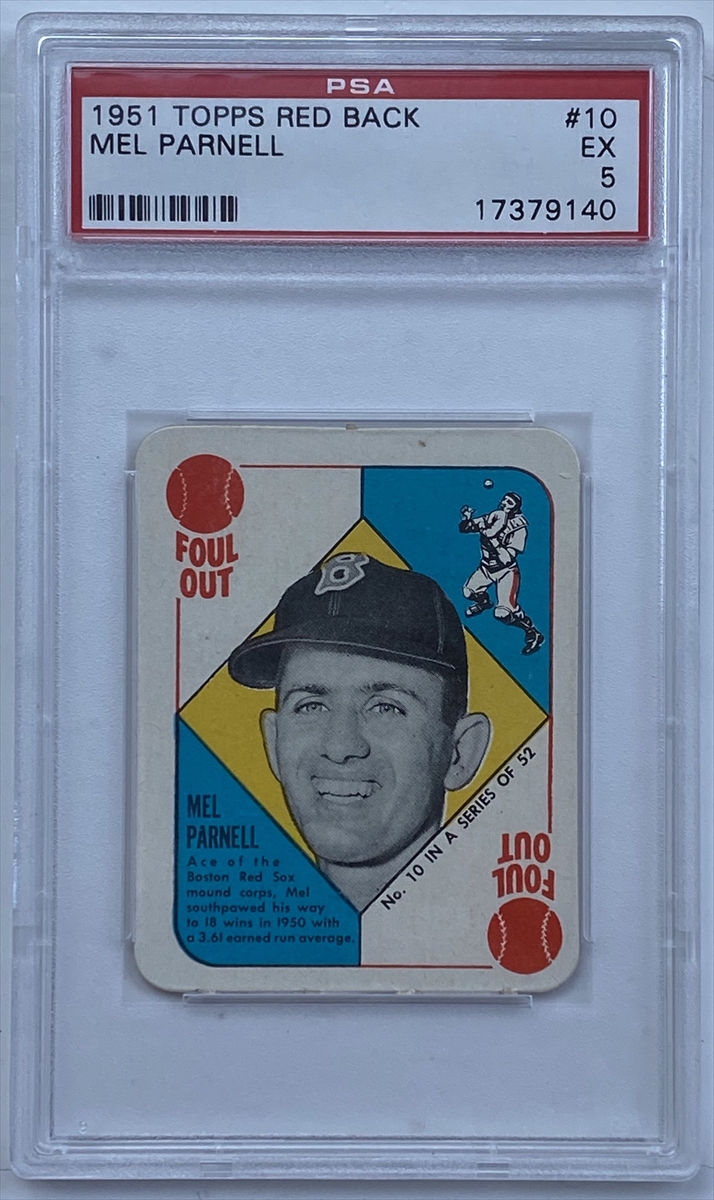 PSA
1951 TOPPS RED BACK #10
MEL PARNELL EX
5
17379140
FOUL
OUT
B
MEL
PARNELL
Ace of the
Boston Red Sox
mound corps, Mel
southpawed his way
to 18 wins in 1950 with
a 3.61 earned run average.
No. 10 IN A SERIES OF 52
FOUL
OUT